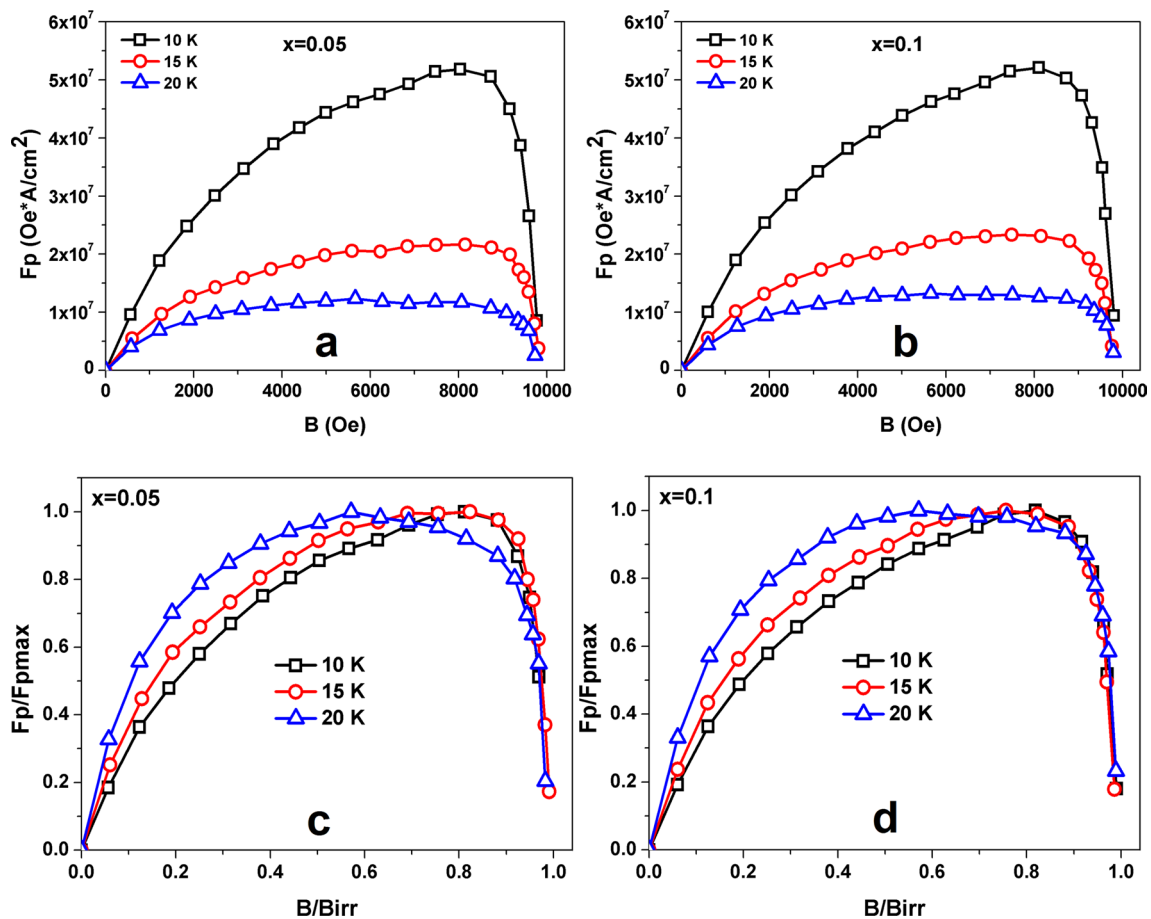 6x10⁷
5x10⁷
4x10⁷
3x10⁷
2x10⁷
1x10⁷
0
Fp (Oe*A/cm²)
10 K
15 K
20 K
x=0.05
a
0 2000 4000 6000 8000 10000
B (Oe)
6x10⁷
5x10⁷
4x10⁷
3x10⁷
2x10⁷
1x10⁷
0
Fp (Oe*A/cm²)
10 K
15 K
20 K
x=0.1
b
0 2000 4000 6000 8000 10000
B (Oe)
x=0.05
1.0
0.8
0.6
0.4
0.2
0.0
Fp/Fpmax
10 K
15 K
20 K
c
0.0 0.2 0.4 0.6 0.8 1.0
B/Birr
x=0.1
1.0
0.8
0.6
0.4
0.2
0.0
Fp/Fpmax
10 K
15 K
20 K
d
0.0 0.2 0.4 0.6 0.8 1.0
B/Birr